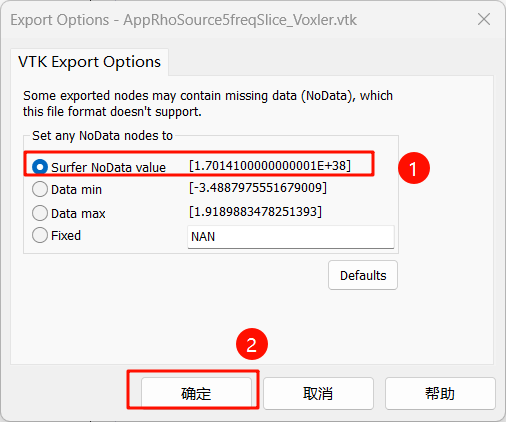 Export Options - AppRhoSource5freqSlice_Voxler.vtk
VTK Export Options
Some exported nodes may contain missing data (NoData), which
this file format doesn't support.
Set any NoData nodes to
Surfer NoData value [1.7014100000000001E+38]
1
Data min [-3.4887975551679009]
Data max [1.9189883478251393]
Fixed NAN
Defaults
2
确定 取消 帮助